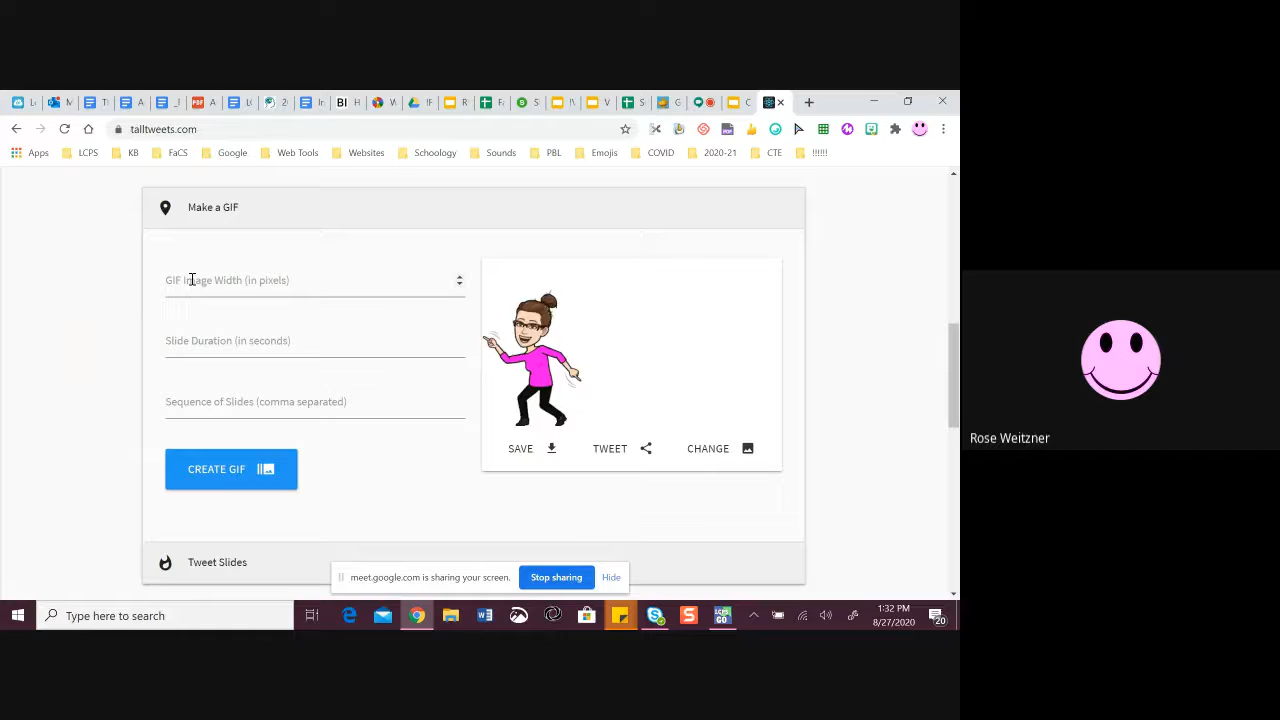 talltweets.com
Apps LCPS KB FaCS Google Web Tools Websites Schoology Sounds PBL Emojis COVID 2020-21 CTE !!!!!!
Make a GIF
GIF Image Width (in pixels)
Slide Duration (in seconds)
Sequence of Slides (comma separated)
CREATE GIF
SAVE TWEET CHANGE
Tweet Slides
meet.google.com is sharing your screen. Stop sharing Hide
Rose Weitzner
Type here to search
1:32 PM
8/27/2020
20